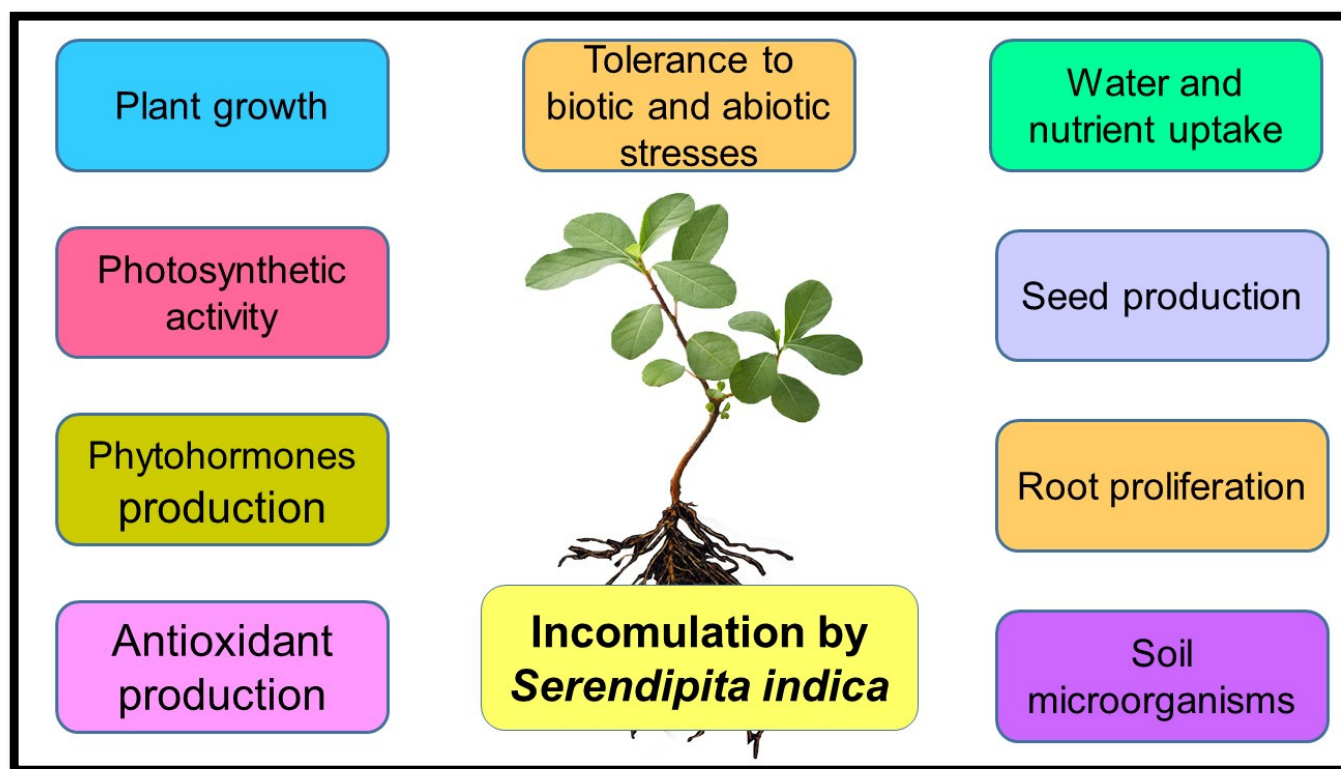 Plant growth
Tolerance to
biotic and abiotic
stresses
Water and
nutrient uptake
Photosynthetic
activity
Seed production
Phytohormones
production
Root proliferation
Antioxidant
production
Incomulation by
Serendipita indica
Soil
microorganisms